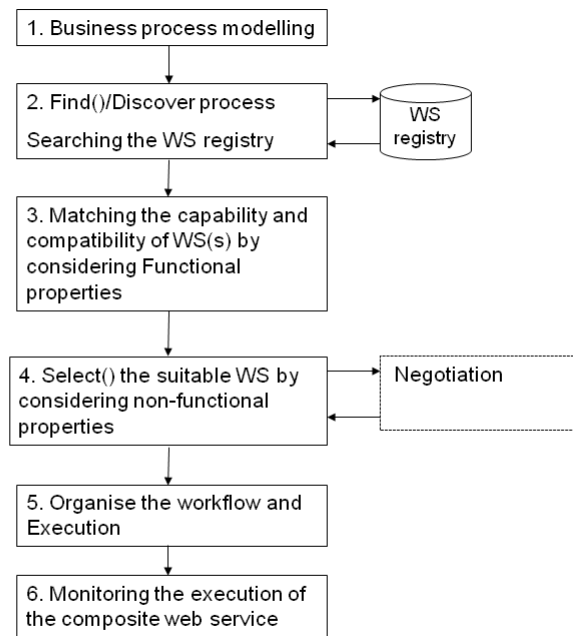 1. Business process modelling
2. Find()/Discover process
Searching the WS registry
WS
registry
3. Matching the capability and
compatibility of WS(s) by
considering Functional
properties
4. Select() the suitable WS by
considering non-functional
properties
Negotiation
5. Organise the workflow and
Execution
6. Monitoring the execution of
the composite web service